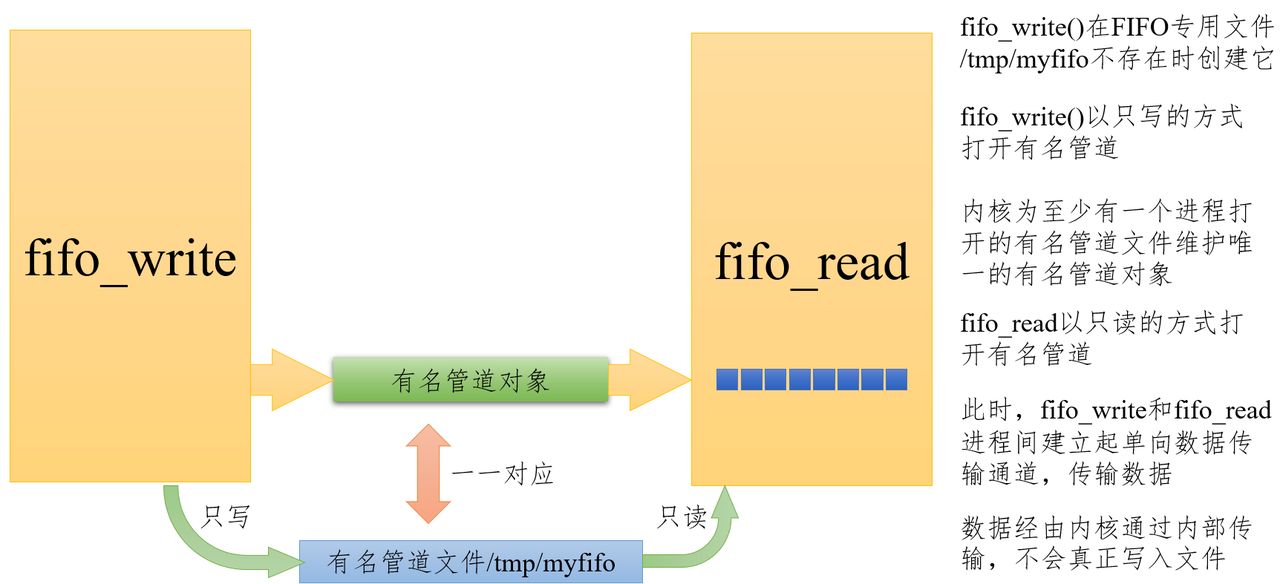 fifo_write
fifo_read
有名管道对象
一一对应
只写
只读
有名管道文件/tmp/myfifo
fifo_write()在FIFO专用文件
/tmp/myfifo不存在时创建它
fifo_write()以只写的方式
打开有名管道
内核为至少有一个进程打
开的有名管道文件维护唯
一的有名管道对象
fifo_read以只读的方式打
开有名管道
此时，fifo_write和fifo_read
进程间建立起单向数据传
输通道，传输数据
数据经由内核通过内部传
输，不会真正写入文件